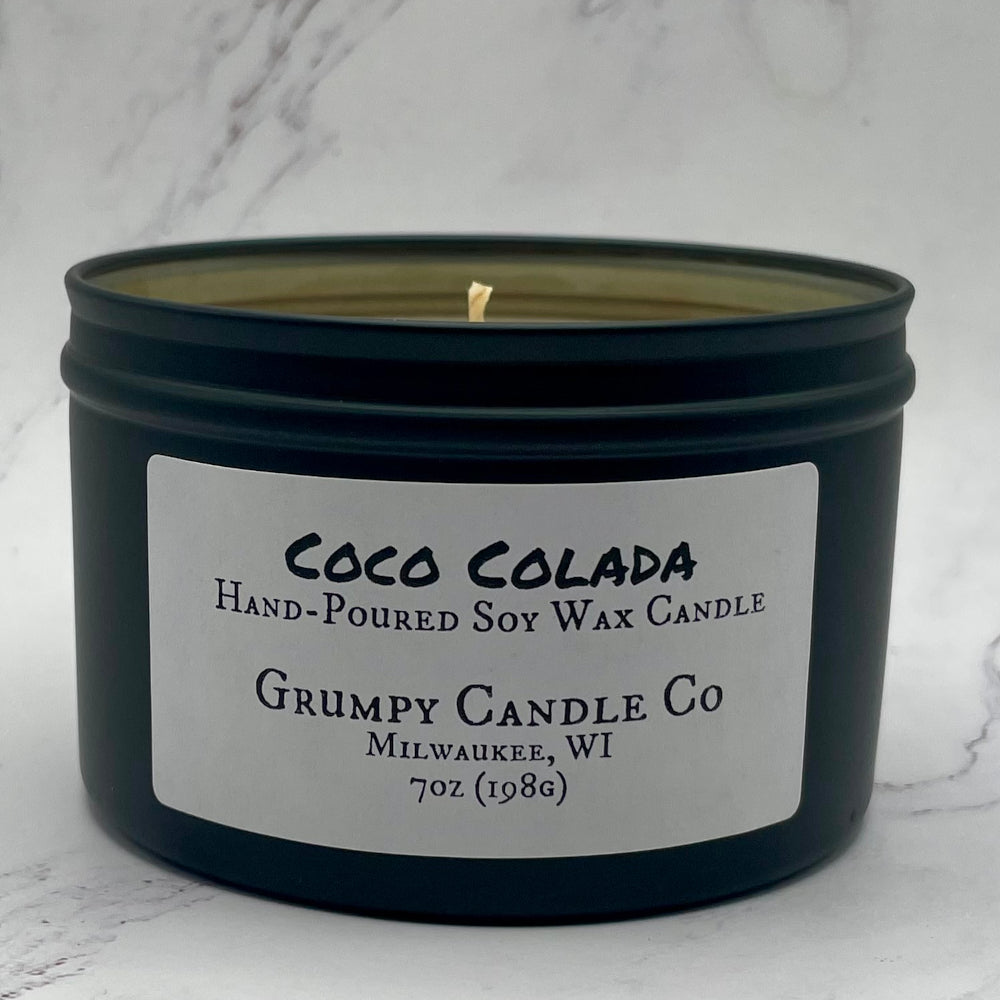 Coco Colada
Hand-Poured Soy Wax Candle
Grumpy Candle Co
Milwaukee, WI
7oz (198g)